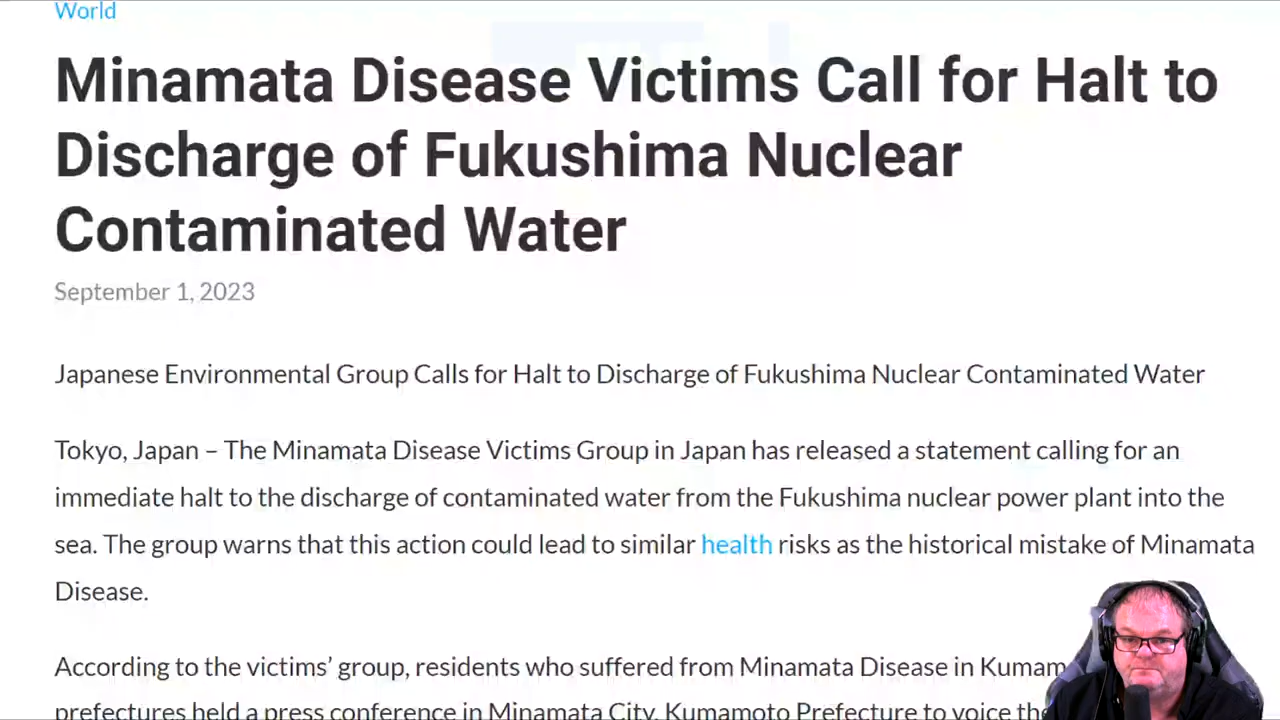 World
Minamata Disease Victims Call for Halt to
Discharge of Fukushima Nuclear
Contaminated Water
September 1, 2023
Japanese Environmental Group Calls for Halt to Discharge of Fukushima Nuclear Contaminated Water
Tokyo, Japan – The Minamata Disease Victims Group in Japan has released a statement calling for an
immediate halt to the discharge of contaminated water from the Fukushima nuclear power plant into the
sea. The group warns that this action could lead to similar health risks as the historical mistake of Minamata
Disease.
According to the victims’ group, residents who suffered from Minamata Disease in Kumam
prefectures held a press conference in Minamata City, Kumamoto Prefecture to voice the